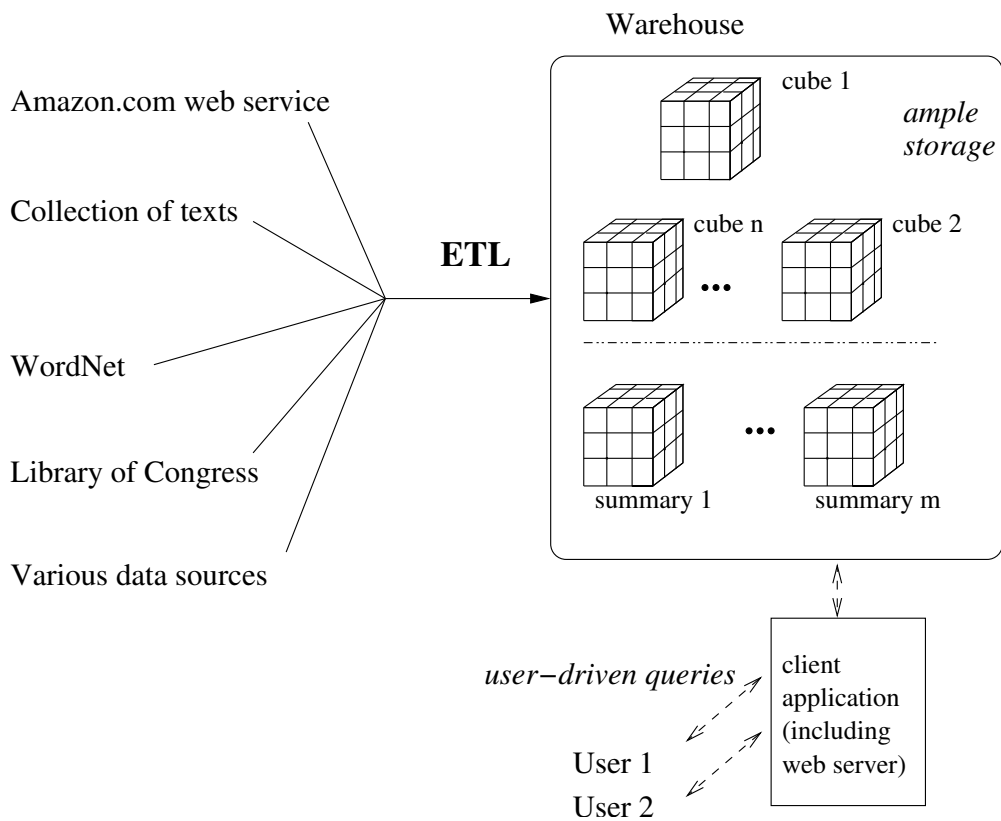 Warehouse
Amazon.com web service
Collection of texts
WordNet
Library of Congress
Various data sources
ETL
cube 1
ample
storage
cube n
•••
cube 2
summary 1
•••
summary m
user−driven queries
User 1
User 2
client
application
(including
web server)